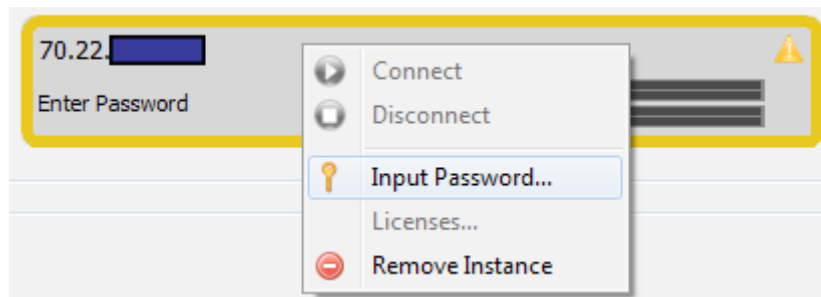 70.22.
Enter Password
Connect
Disconnect
Input Password...
Licenses...
Remove Instance